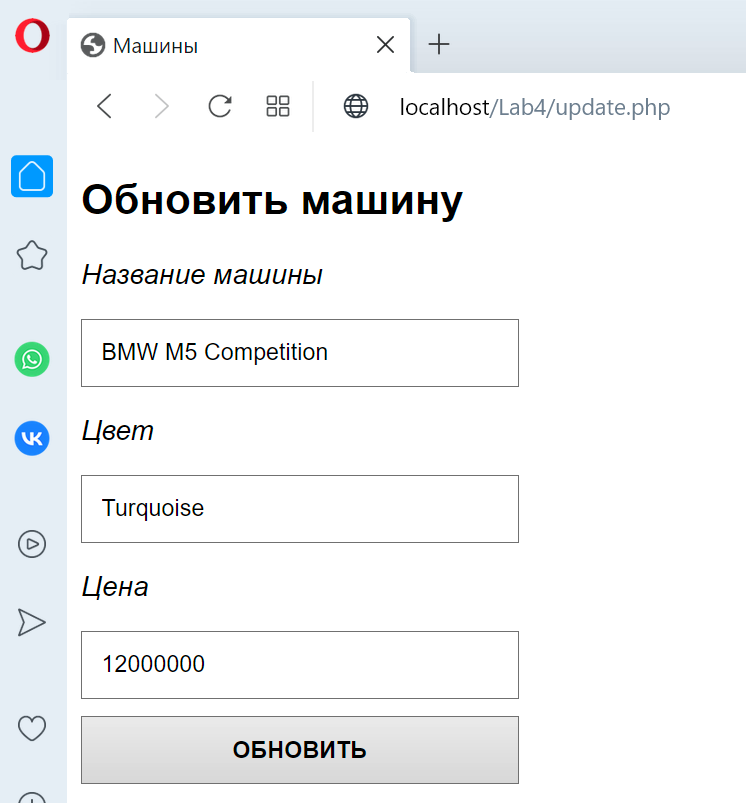 Машины
localhost/Lab4/update.php
Обновить машину
Название машины
BMW M5 Competition
Цвет
Turquoise
Цена
12000000
ОБНОВИТЬ